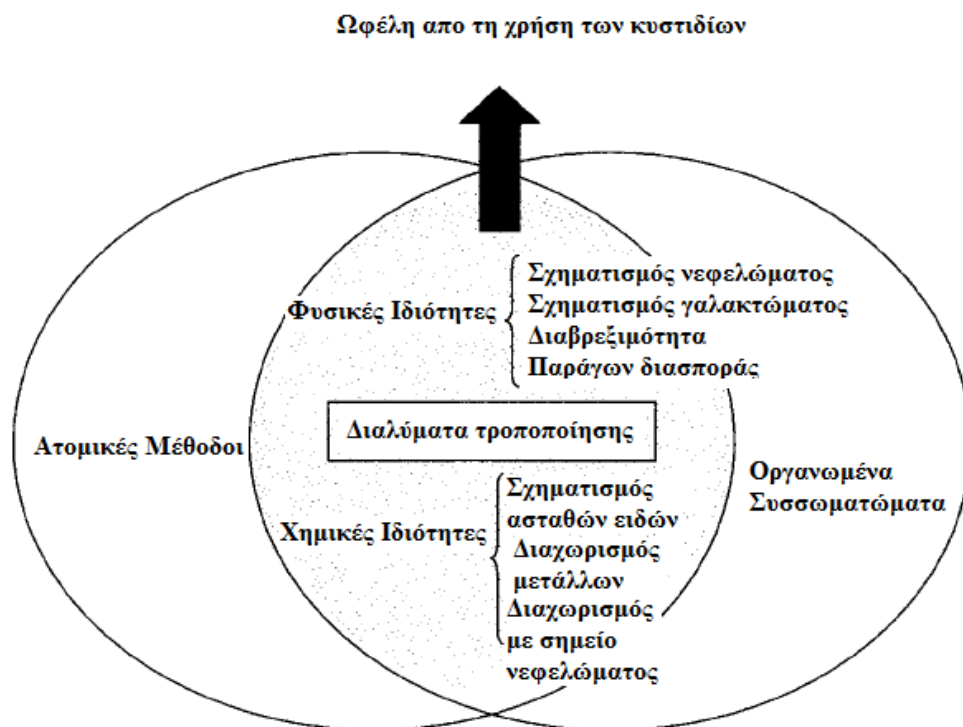 Ωφέλη απο τη χρήση των κυστιδίων
Φυσικές Ιδιότητες
Σχηματισμός νεφελώματος
Σχηματισμός γαλακτώματος
Διαβρεξιμότητα
Παράγων διασποράς
Ατομικές Μέθοδοι
Διαλύματα τροποποίησης
Οργανωμένα
Συσσωματώματα
Χημικές Ιδιότητες
Σχηματισμός
ασταθών ειδών
Διαχωρισμός
μετάλλων
Διαχωρισμός
με σημείο
νεφελώματος